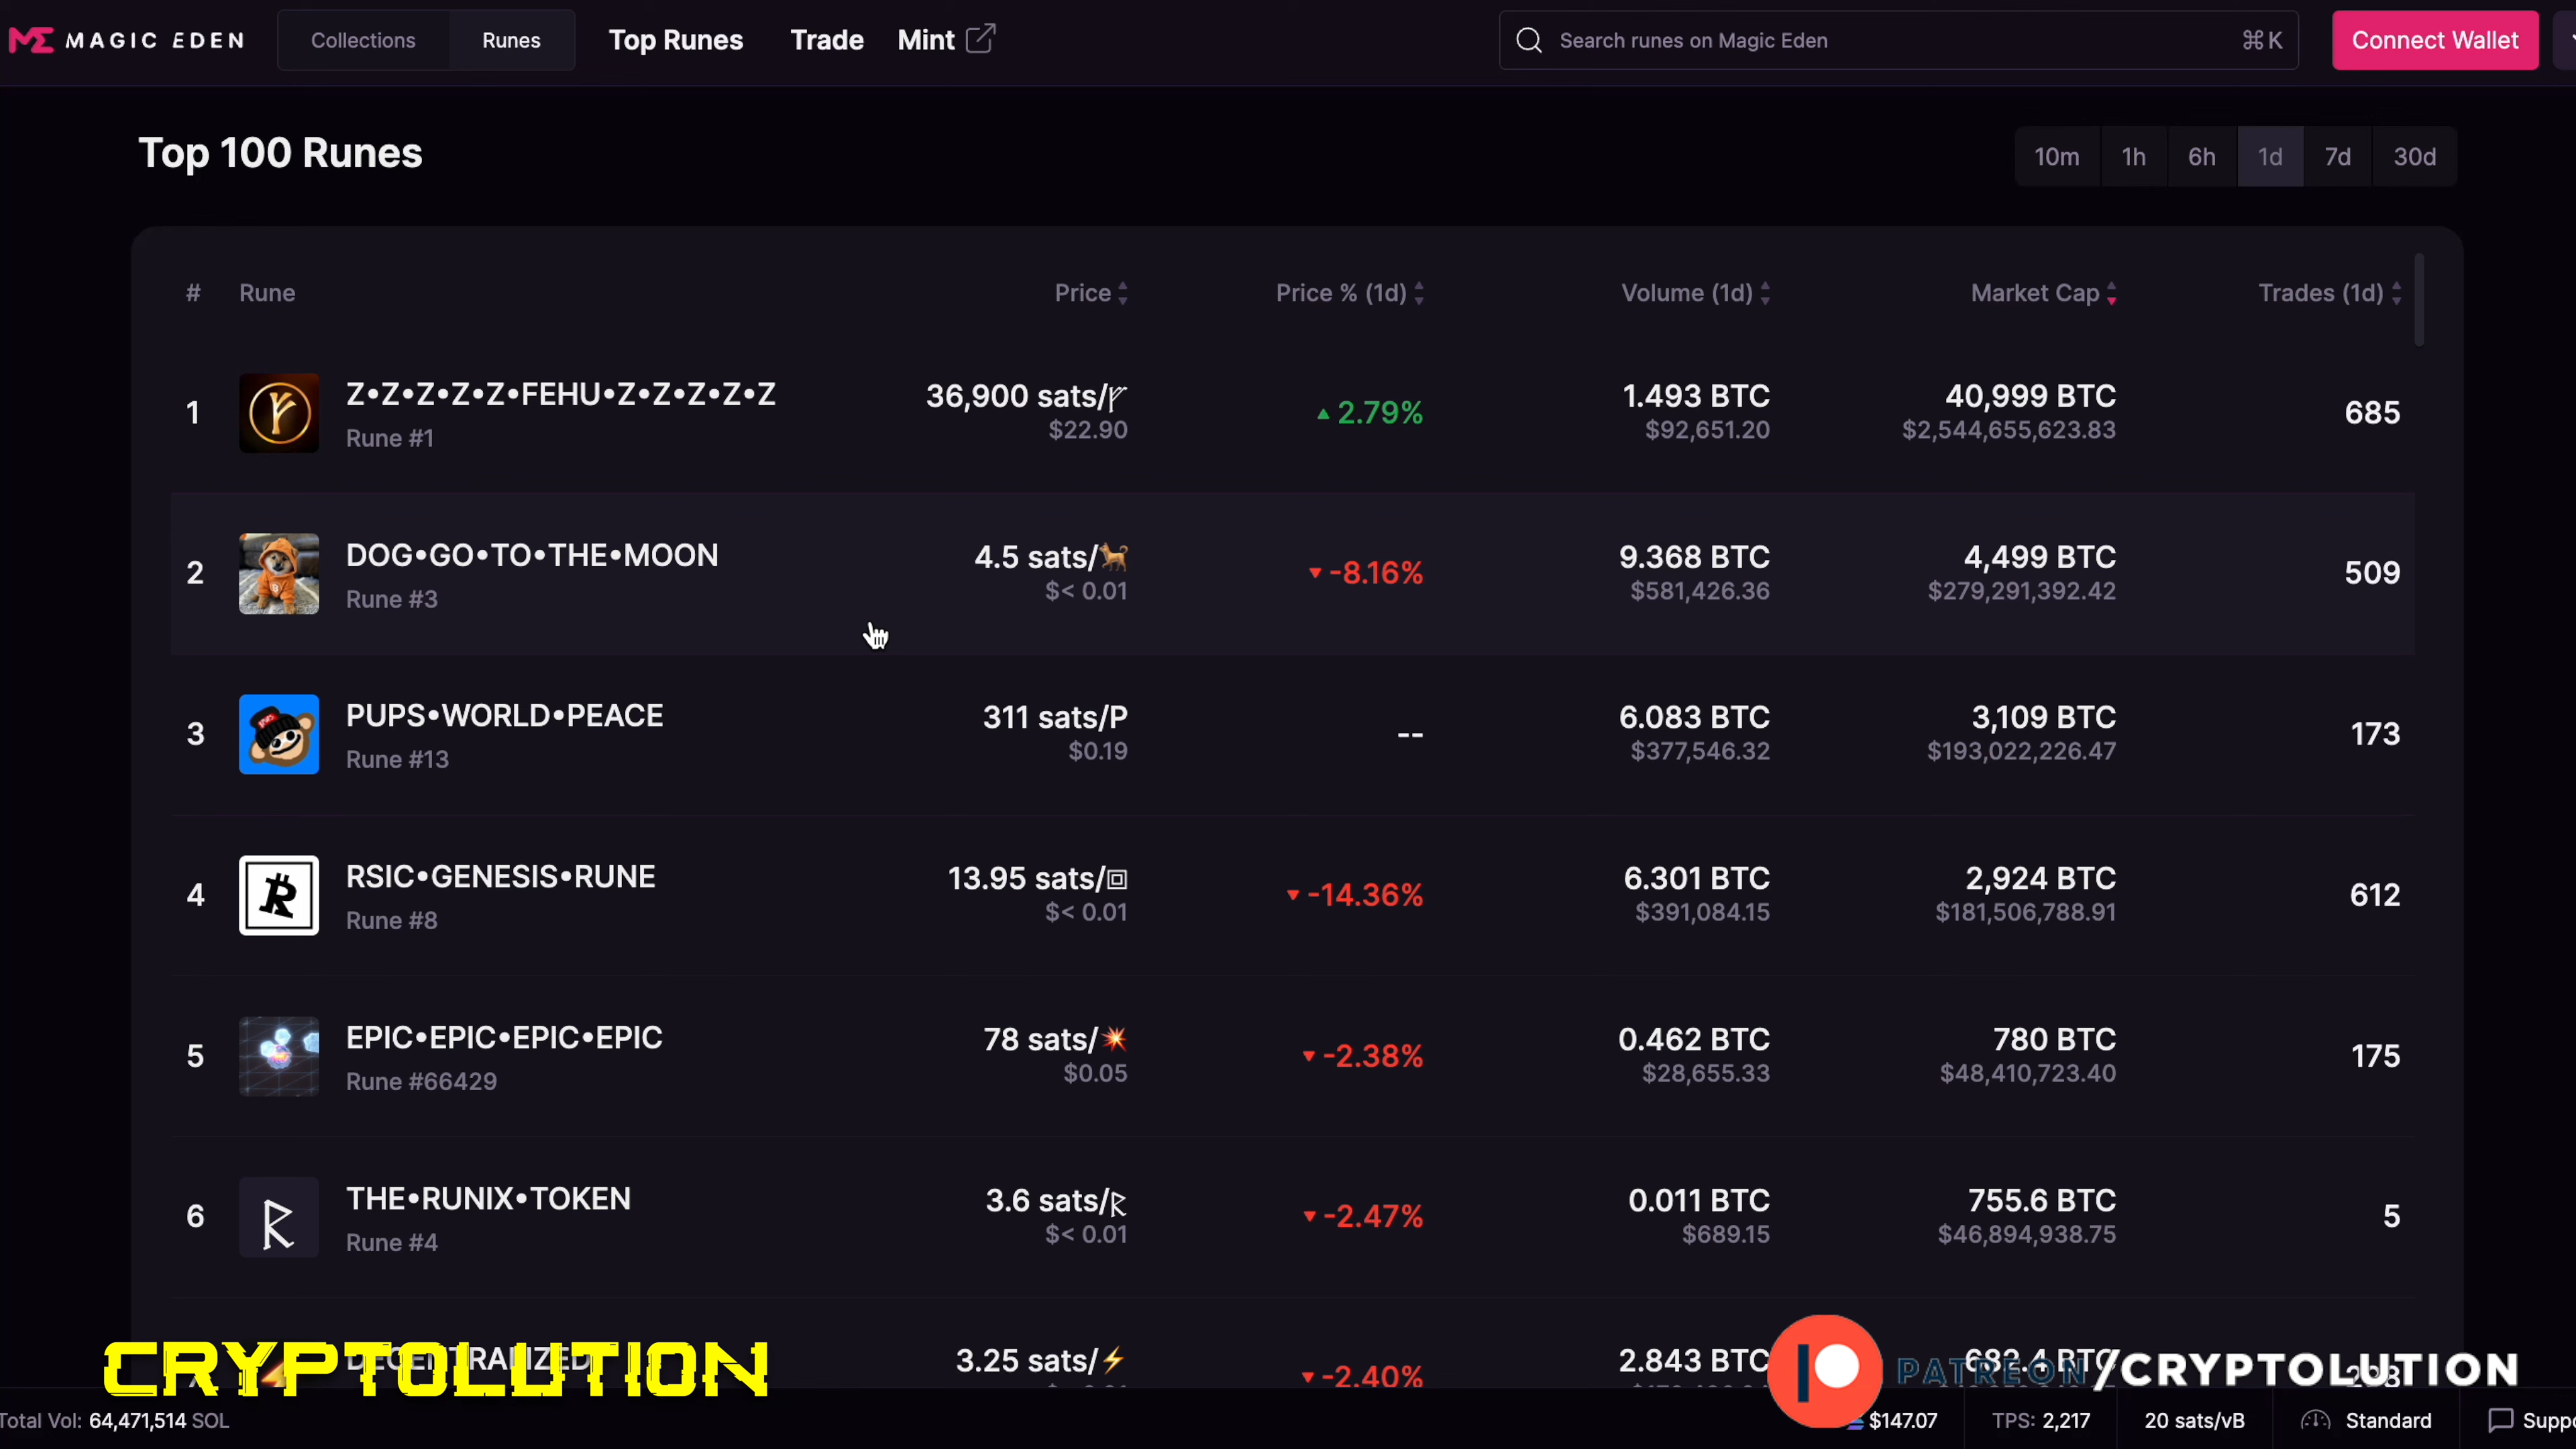 MAGIC EDEN Collections Runes Top Runes Trade Mint Search runes on Magic Eden ⌘K Connect Wallet
Top 100 Runes 10m 1h 6h 1d 7d 30d
# Rune Price Price % (1d) Volume (1d) Market Cap Trades (1d)
1 Z•Z•Z•Z•Z•FEHU•Z•Z•Z•Z•Z 36,900 sats/ᚠ 2.79% 1.493 BTC 40,999 BTC 685
Rune #1 $22.90 $92,651.20 $2,544,655,623.83
2 DOG•GO•TO•THE•MOON 4.5 sats/🐕 -8.16% 9.368 BTC 4,499 BTC 509
Rune #3 $< 0.01 $581,426.36 $279,291,392.42
3 PUPS•WORLD•PEACE 311 sats/P -- 6.083 BTC 3,109 BTC 173
Rune #13 $0.19 $377,546.32 $193,022,226.47
4 RSIC•GENESIS•RUNE 13.95 sats/回 -14.36% 6.301 BTC 2,924 BTC 612
Rune #8 $< 0.01 $391,084.15 $181,506,788.91
5 EPIC•EPIC•EPIC•EPIC 78 sats/💥 -2.38% 0.462 BTC 780 BTC 175
Rune #66429 $0.05 $28,655.33 $48,410,723.40
6 THE•RUNIX•TOKEN 3.6 sats/ᚱ -2.47% 0.011 BTC 755.6 BTC 5
Rune #4 $< 0.01 $689.15 $46,894,938.75
DECENTRALIZED 3.25 sats/⚡ -2.40% 2.843 BTC 682.4 BTC
CRYPTOLUTION PATREON/CRYPTOLUTION
Total Vol: 64,471,514 SOL $147.07 TPS: 2,217 20 sats/vB Standard